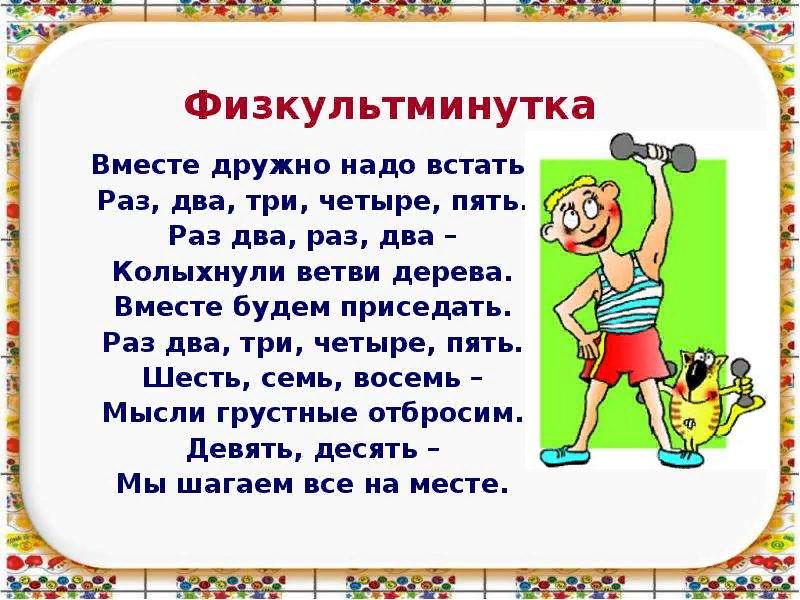 Физкультминутка
Вместе дружно надо встать
Раз, два, три, четыре, пять.
Раз два, раз, два –
Колыхнули ветви дерева.
Вместе будем приседать.
Раз два, три, четыре, пять.
Шесть, семь, восемь –
Мысли грустные отбросим.
Девять, десять –
Мы шагаем все на месте.